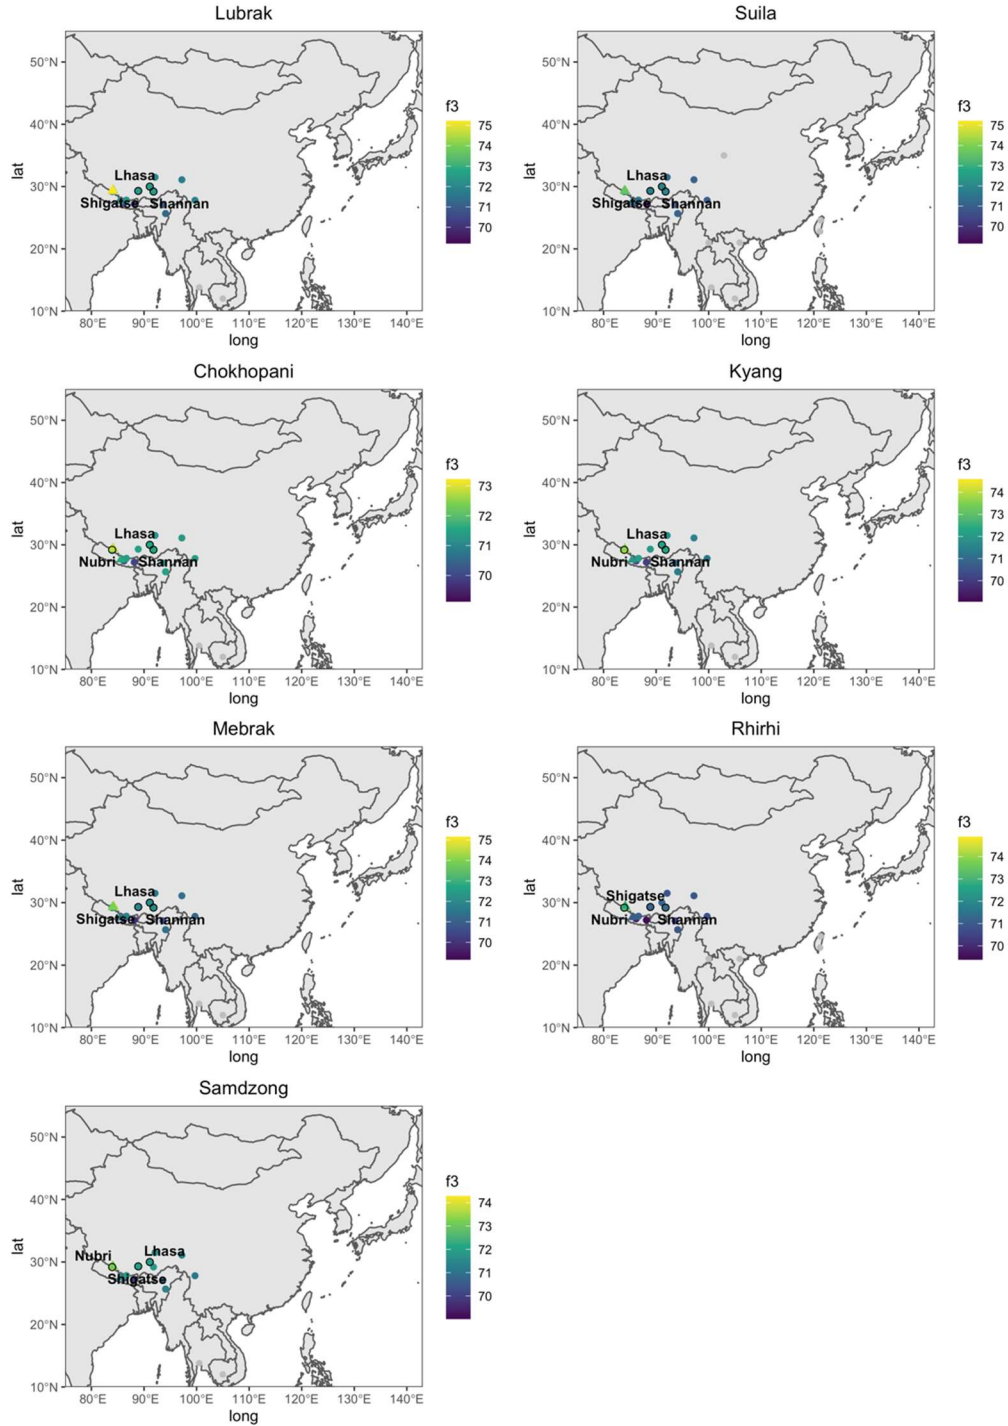 Lubrak
50°N
40°N
30°N
20°N
10°N
lat
Lhasa
Shigatse Shannan
80°E 90°E 100°E 110°E 120°E 130°E 140°E
long
f3
75
74
73
72
71
70
Suila
50°N
40°N
30°N
20°N
10°N
lat
Lhasa
Shigatse Shannan
80°E 90°E 100°E 110°E 120°E 130°E 140°E
long
f3
75
74
73
72
71
70
Chokhopani
50°N
40°N
30°N
20°N
10°N
lat
Lhasa
Nubri Shannan
80°E 90°E 100°E 110°E 120°E 130°E 140°E
long
f3
73
72
71
70
Kyang
50°N
40°N
30°N
20°N
10°N
lat
Lhasa
Nubri Shannan
80°E 90°E 100°E 110°E 120°E 130°E 140°E
long
f3
74
73
72
71
70
Mebrak
50°N
40°N
30°N
20°N
10°N
lat
Lhasa
Shigatse Shannan
80°E 90°E 100°E 110°E 120°E 130°E 140°E
long
f3
75
74
73
72
71
70
Rhirhi
50°N
40°N
30°N
20°N
10°N
lat
Shigatse
Nubri Shannan
80°E 90°E 100°E 110°E 120°E 130°E 140°E
long
f3
74
73
72
71
70
Samdzong
50°N
40°N
30°N
20°N
10°N
lat
Nubri Lhasa
Shigatse
80°E 90°E 100°E 110°E 120°E 130°E 140°E
long
f3
74
73
72
71
70